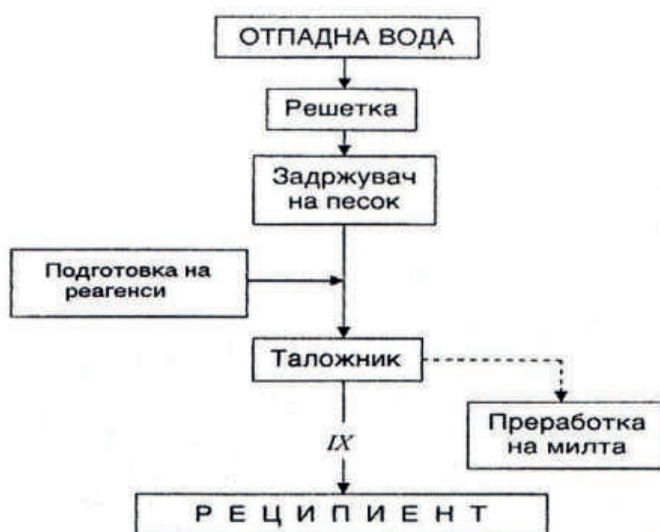 ОТПАДНА ВОДА
Решетка
Задржувач
на песок
Подготовка на
реагенси
Таложник
Преработка
на милта
IX
РЕЦИПИЕНТ